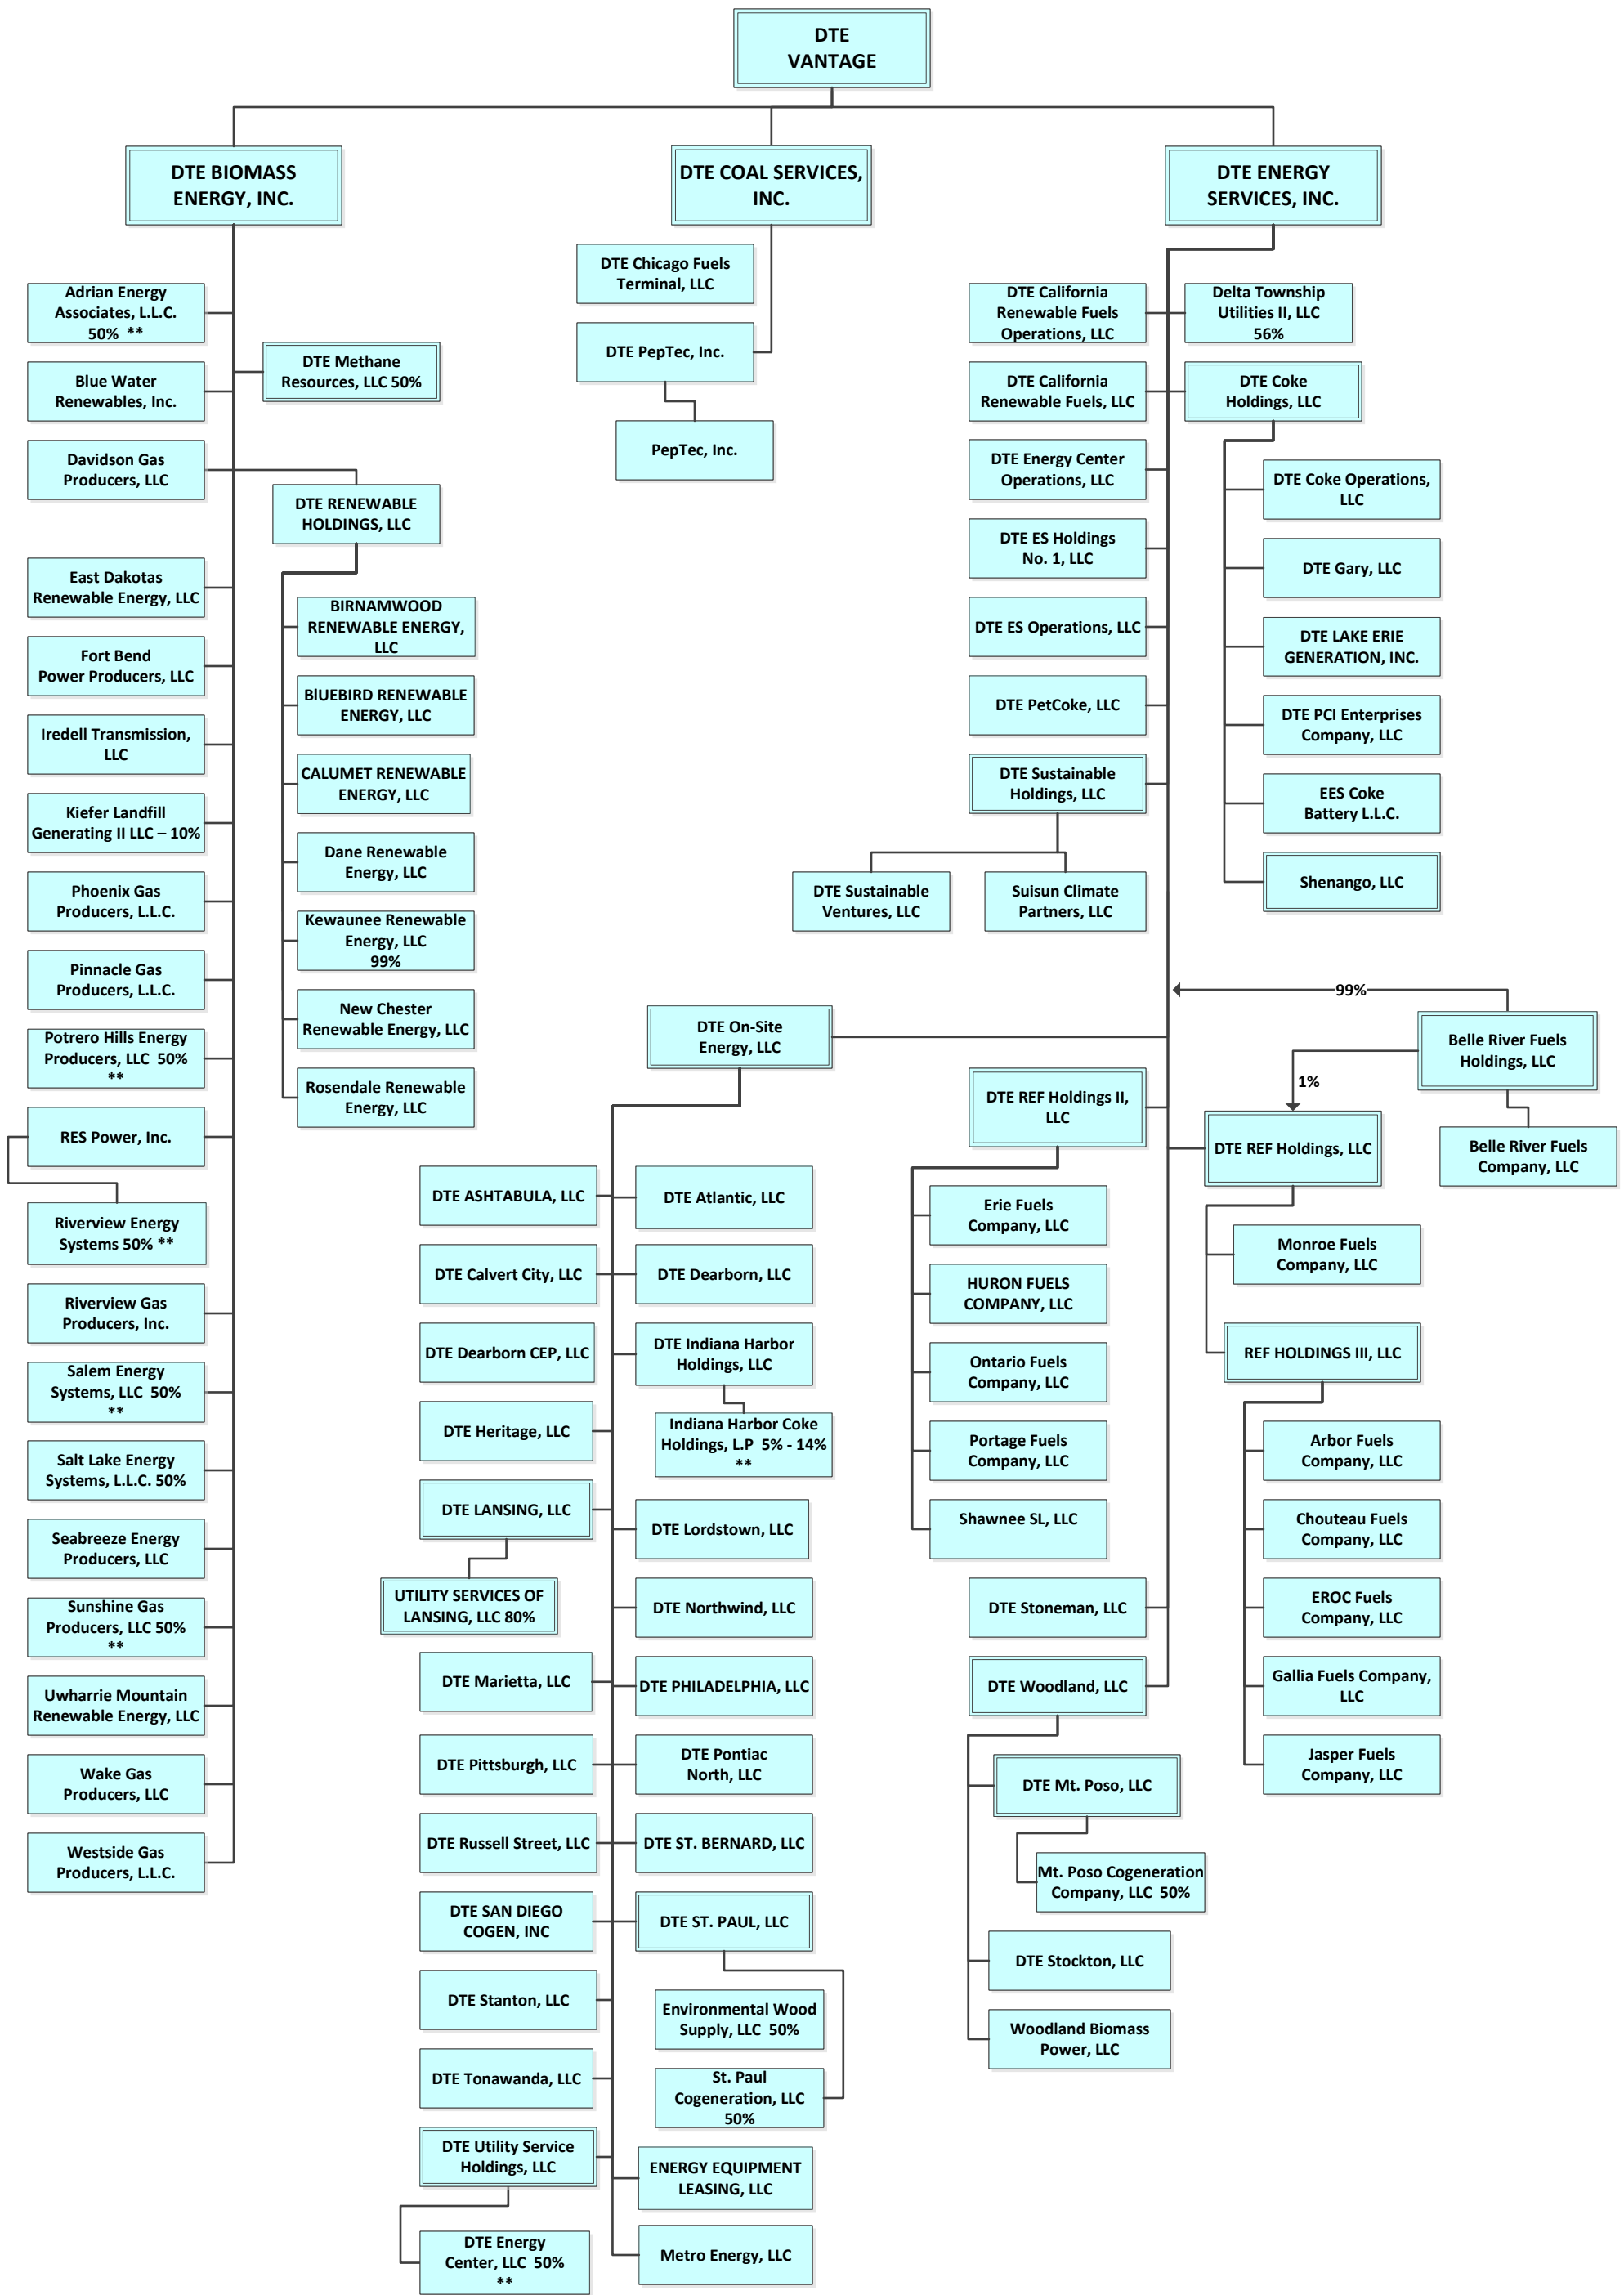 DTE
VANTAGE
DTE BIOMASS
ENERGY, INC.
Adrian Energy
Associates, L.L.C.
50% **
DTE Methane
Resources, LLC 50%
Blue Water
Renewables, Inc.
Davidson Gas
Producers, LLC
DTE RENEWABLE
HOLDINGS, LLC
BIRNAMWOOD
RENEWABLE ENERGY,
LLC
BlUEBIRD RENEWABLE
ENERGY, LLC
CALUMET RENEWABLE
ENERGY, LLC
Dane Renewable
Energy, LLC
Kewaunee Renewable
Energy, LLC
99%
New Chester
Renewable Energy, LLC
Rosendale Renewable
Energy, LLC
East Dakotas
Renewable Energy, LLC
Fort Bend
Power Producers, LLC
Iredell Transmission,
LLC
Kiefer Landfill
Generating II LLC – 10%
Phoenix Gas
Producers, L.L.C.
Pinnacle Gas
Producers, L.L.C.
Potrero Hills Energy
Producers, LLC 50%
**
RES Power, Inc.
Riverview Energy
Systems 50% **
Riverview Gas
Producers, Inc.
Salem Energy
Systems, LLC 50%
**
Salt Lake Energy
Systems, L.L.C. 50%
Seabreeze Energy
Producers, LLC
Sunshine Gas
Producers, LLC 50%
**
Uwharrie Mountain
Renewable Energy, LLC
Wake Gas
Producers, LLC
Westside Gas
Producers, L.L.C.
DTE COAL SERVICES,
INC.
DTE Chicago Fuels
Terminal, LLC
DTE PepTec, Inc.
PepTec, Inc.
DTE ENERGY
SERVICES, INC.
DTE California
Renewable Fuels
Operations, LLC
Delta Township
Utilities II, LLC
56%
DTE California
Renewable Fuels, LLC
DTE Coke
Holdings, LLC
DTE Energy Center
Operations, LLC
DTE Coke Operations,
LLC
DTE ES Holdings
No. 1, LLC
DTE Gary, LLC
DTE ES Operations, LLC
DTE LAKE ERIE
GENERATION, INC.
DTE PetCoke, LLC
DTE PCI Enterprises
Company, LLC
DTE Sustainable
Holdings, LLC
EES Coke
Battery L.L.C.
DTE Sustainable
Ventures, LLC
Suisun Climate
Partners, LLC
Shenango, LLC
99%
DTE On-Site
Energy, LLC
Belle River Fuels
Holdings, LLC
1%
DTE REF Holdings II,
LLC
DTE REF Holdings, LLC
Belle River Fuels
Company, LLC
DTE ASHTABULA, LLC
DTE Atlantic, LLC
DTE Calvert City, LLC
DTE Dearborn, LLC
DTE Dearborn CEP, LLC
DTE Indiana Harbor
Holdings, LLC
DTE Heritage, LLC
Indiana Harbor Coke
Holdings, L.P 5% - 14%
**
DTE LANSING, LLC
DTE Lordstown, LLC
UTILITY SERVICES OF
LANSING, LLC 80%
DTE Northwind, LLC
DTE Marietta, LLC
DTE PHILADELPHIA, LLC
DTE Pittsburgh, LLC
DTE Pontiac
North, LLC
DTE Russell Street, LLC
DTE ST. BERNARD, LLC
DTE SAN DIEGO
COGEN, INC
DTE ST. PAUL, LLC
DTE Stanton, LLC
Environmental Wood
Supply, LLC 50%
DTE Tonawanda, LLC
St. Paul
Cogeneration, LLC
50%
DTE Utility Service
Holdings, LLC
ENERGY EQUIPMENT
LEASING, LLC
DTE Energy
Center, LLC 50%
**
Metro Energy, LLC
Erie Fuels
Company, LLC
HURON FUELS
COMPANY, LLC
Ontario Fuels
Company, LLC
Portage Fuels
Company, LLC
Shawnee SL, LLC
Monroe Fuels
Company, LLC
REF HOLDINGS III, LLC
Arbor Fuels
Company, LLC
Chouteau Fuels
Company, LLC
EROC Fuels
Company, LLC
Gallia Fuels Company,
LLC
Jasper Fuels
Company, LLC
DTE Stoneman, LLC
DTE Woodland, LLC
DTE Mt. Poso, LLC
Mt. Poso Cogeneration
Company, LLC 50%
DTE Stockton, LLC
Woodland Biomass
Power, LLC